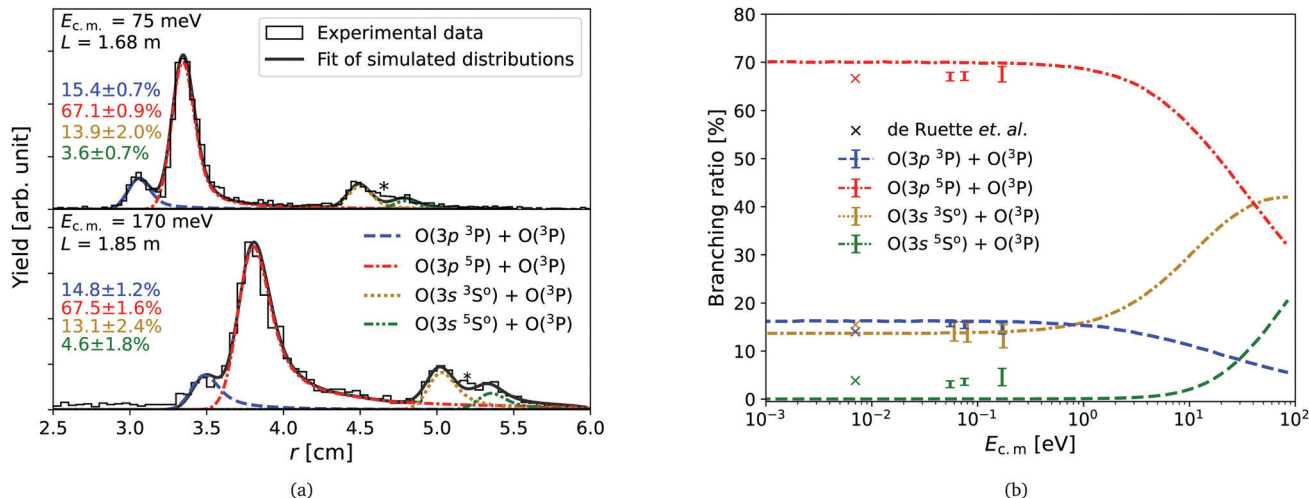 E_c.m. = 75 meV
L = 1.68 m
Experimental data
Fit of simulated distributions
15.4±0.7%
67.1±0.9%
13.9±2.0%
3.6±0.7%
*
E_c.m. = 170 meV
L = 1.85 m
O(3p ³P) + O(³P)
O(3p ⁵P) + O(³P)
O(3s ³Sᵒ) + O(³P)
O(3s ⁵Sᵒ) + O(³P)
14.8±1.2%
67.5±1.6%
13.1±2.4%
4.6±1.8%
*
Yield [arb. unit]
2.5 3.0 3.5 4.0 4.5 5.0 5.5 6.0
r [cm]
(a)
Branching ratio [%]
80
70
60
50
40
30
20
10
0
de Ruette et. al.
O(3p ³P) + O(³P)
O(3p ⁵P) + O(³P)
O(3s ³Sᵒ) + O(³P)
O(3s ⁵Sᵒ) + O(³P)
10⁻³ 10⁻² 10⁻¹ 10⁰ 10¹ 10²
E_c.m [eV]
(b)